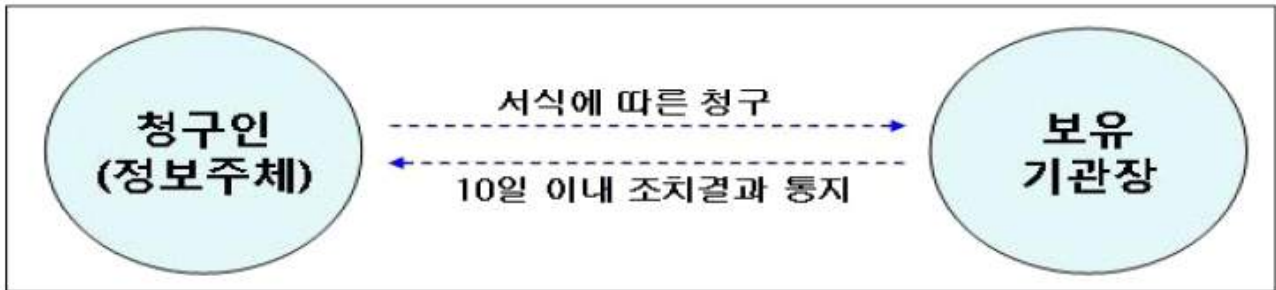 청구인
(정보주체)
서식에 따른 청구
10일 이내 조치결과 통지
보유
기관장